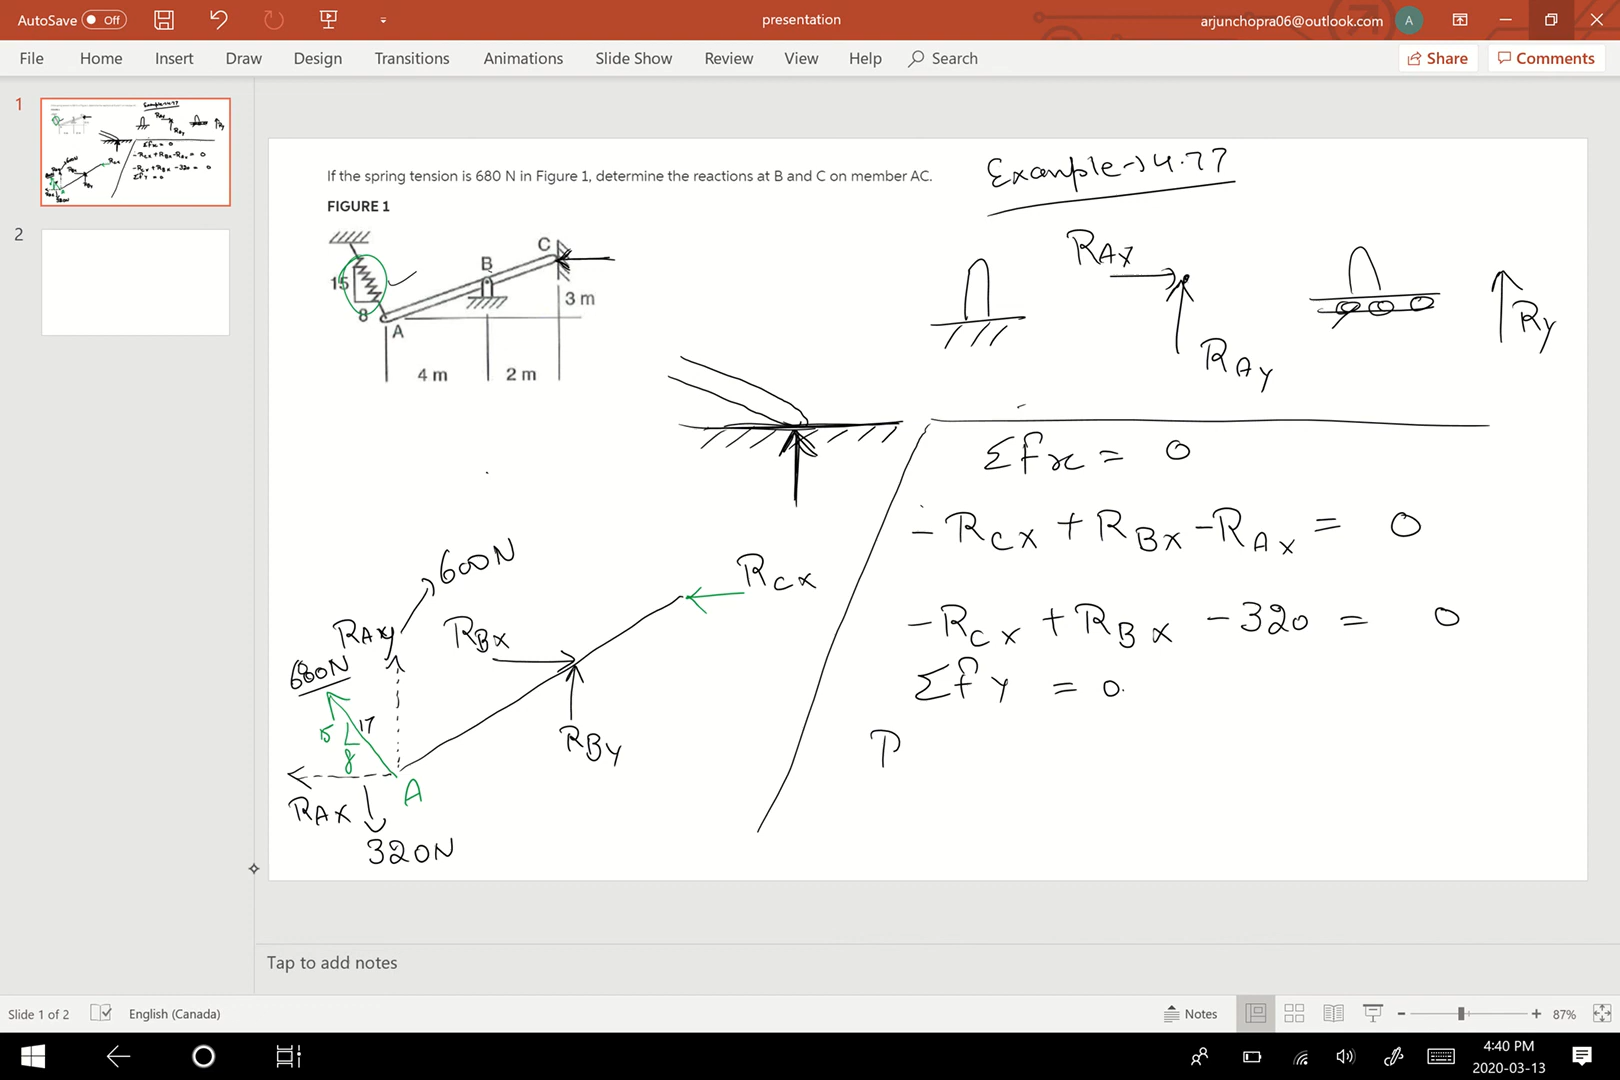 AutoSave Off
presentation
arjunchopra06@outlook.com A
File Home Insert Draw Design Transitions Animations Slide Show Review View Help Search Share Comments
1
2
If the spring tension is 680 N in Figure 1, determine the reactions at B and C on member AC.
FIGURE 1
15
8
A
B
C
3 m
4 m
2 m
Example → 4.77
RAX
RAY
RY
Σfx = 0
-RCX + RBX - RAX = 0
-RCX + RBX - 320 = 0
Σfy = 0.
600N
RAY
RBX
RCX
680N
15
17
8
RBY
A
RAX
320N
Tap to add notes
Slide 1 of 2 English (Canada) Notes - + 87%
4:40 PM
2020-03-13